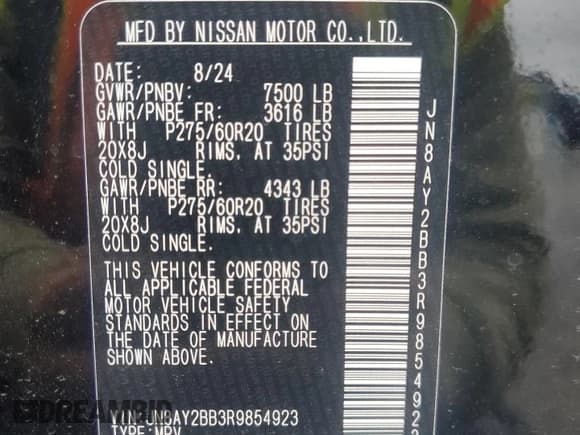 MFD BY NISSAN MOTOR CO.,LTD.
DATE: 8/24
GVWR/PNBV: 7500 LB
GAWR/PNBE FR: 3616 LB
WITH P275/60R20 TIRES
20X8J RIMS, AT 35PSI
COLD SINGLE.
GAWR/PNBE RR: 4343 LB
WITH P275/60R20 TIRES
20X8J RIMS, AT 35PSI
COLD SINGLE.
THIS VEHICLE CONFORMS TO
ALL APPLICABLE FEDERAL
MOTOR VEHICLE SAFETY
STANDARDS IN EFFECT ON
THE DATE OF MANUFACTURE
SHOWN ABOVE.
VIN:JN8AY2BB3R9854923
TYPE:MPV
JN8AY2BB3R9854923
DREAMBID